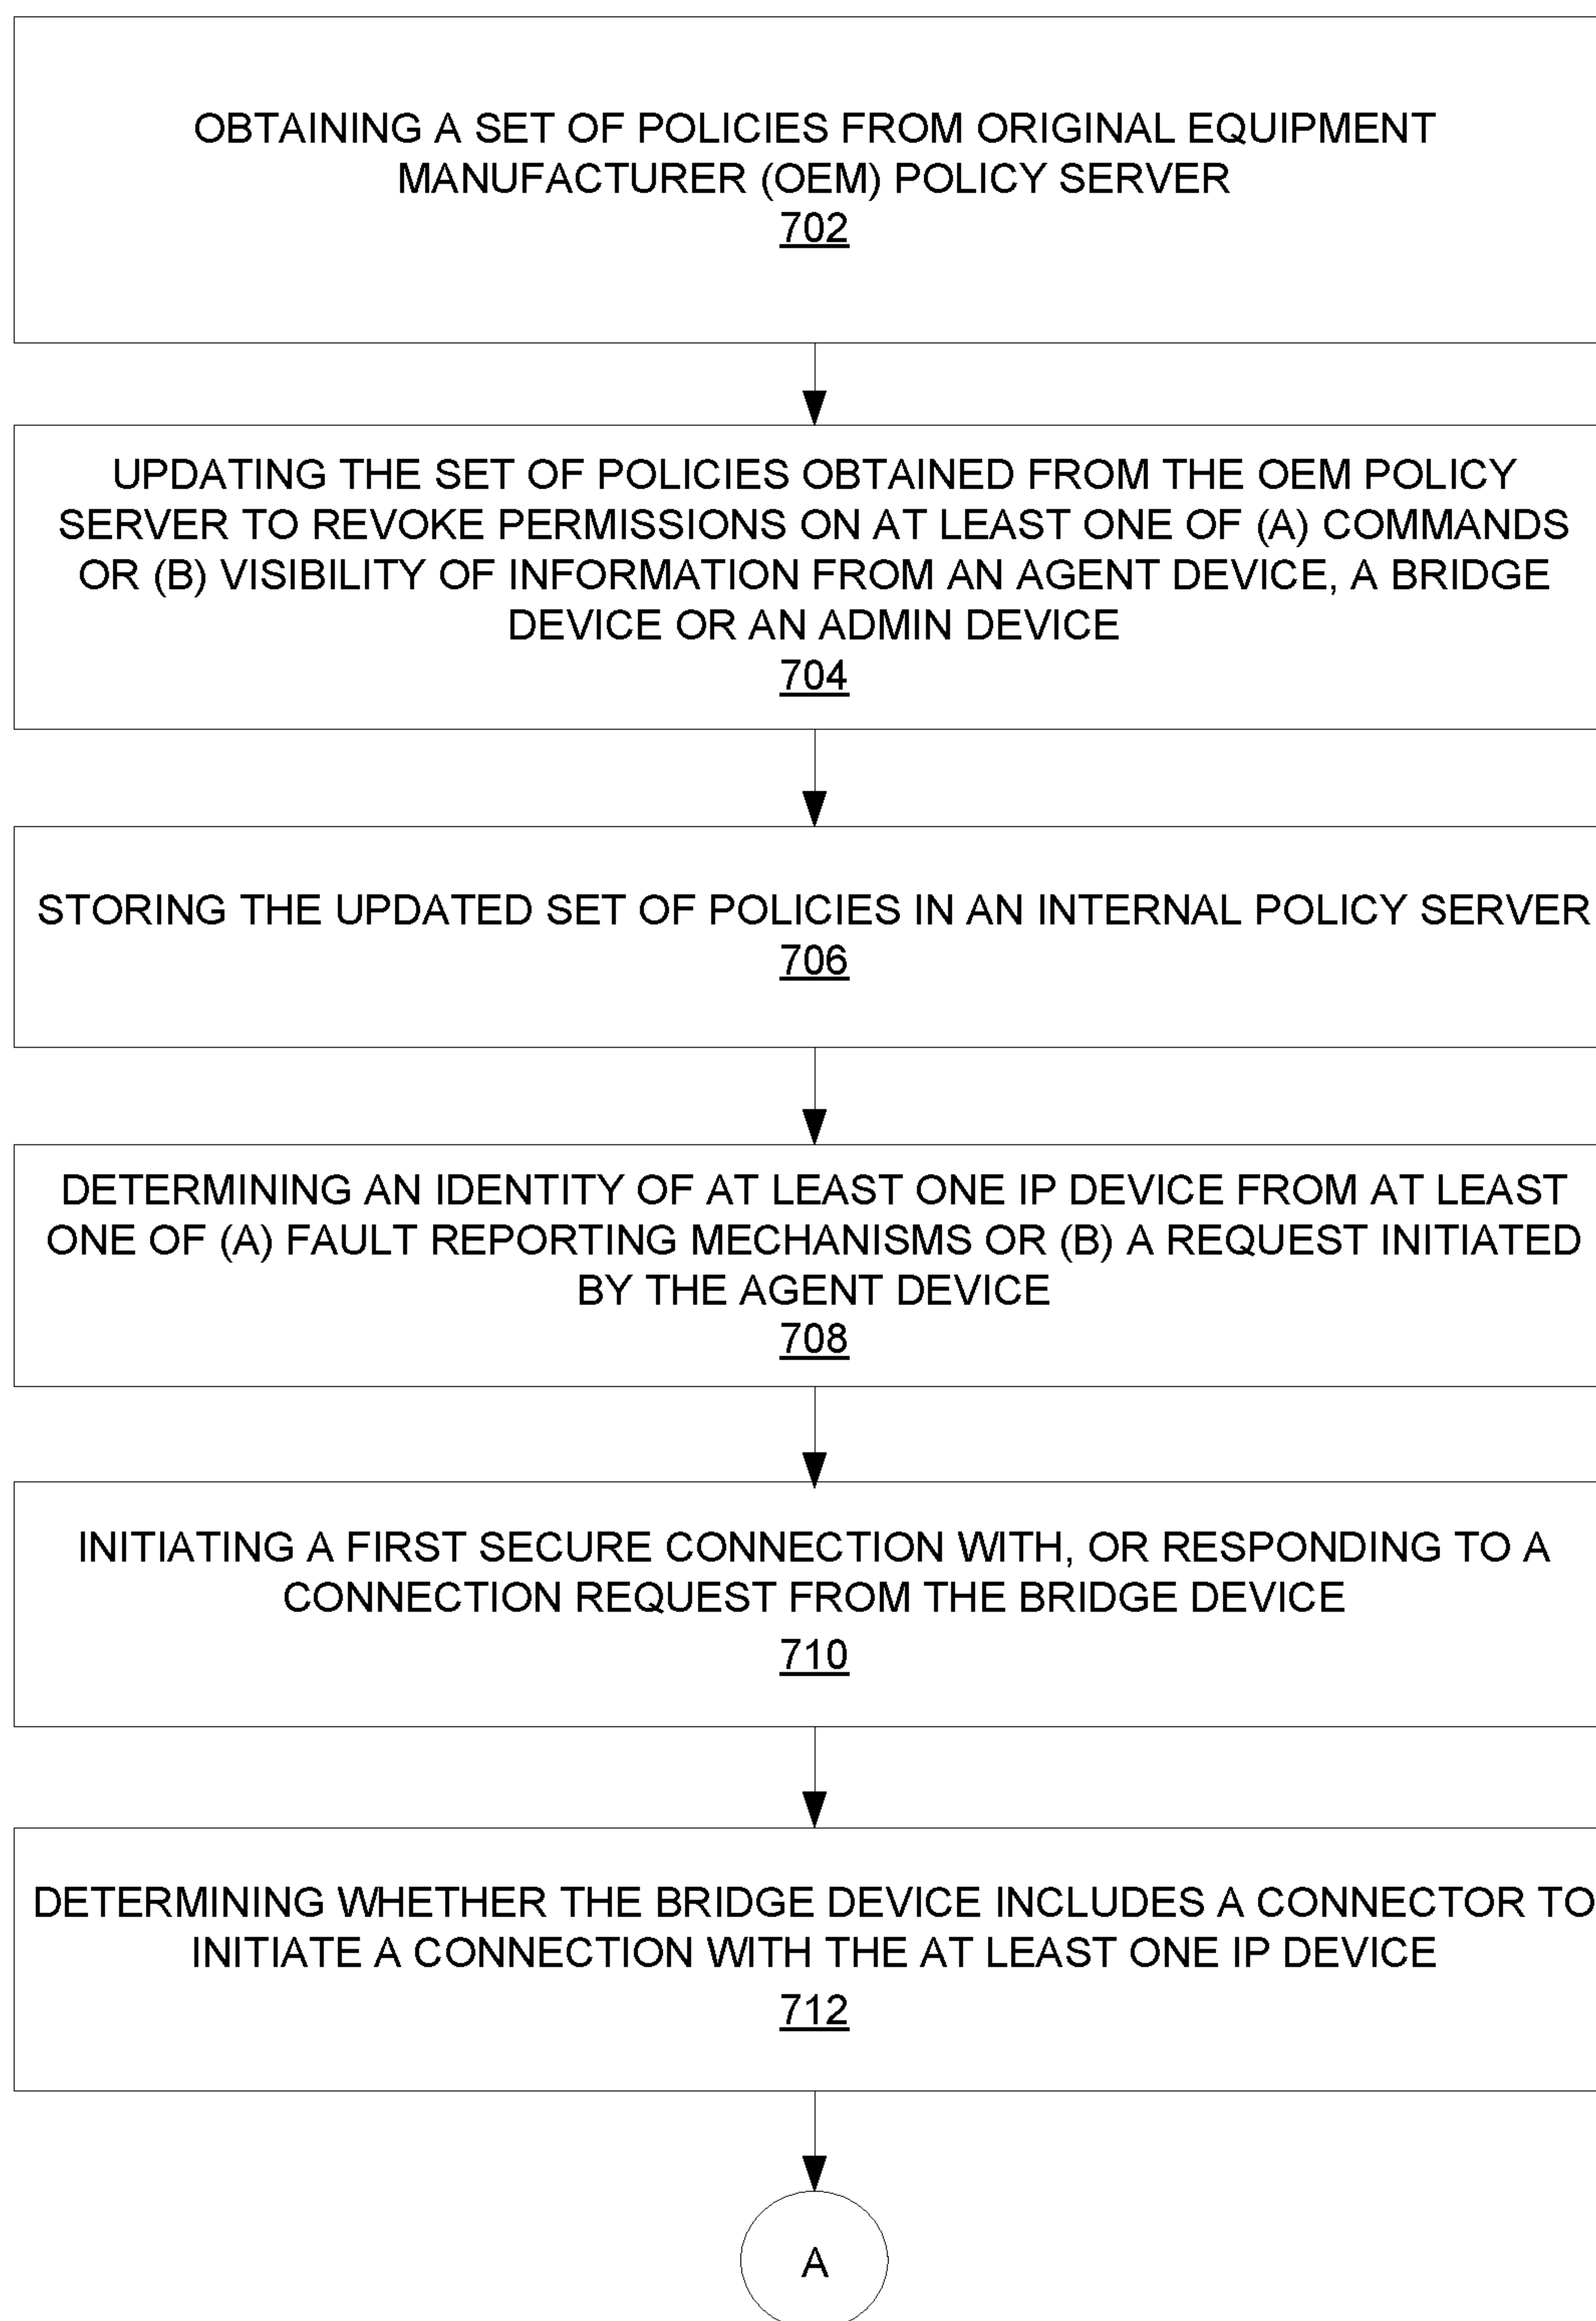 OBTAINING A SET OF POLICIES FROM ORIGINAL EQUIPMENT
MANUFACTURER (OEM) POLICY SERVER
702
UPDATING THE SET OF POLICIES OBTAINED FROM THE OEM POLICY
SERVER TO REVOKE PERMISSIONS ON AT LEAST ONE OF (A) COMMANDS
OR (B) VISIBILITY OF INFORMATION FROM AN AGENT DEVICE, A BRIDGE
DEVICE OR AN ADMIN DEVICE
704
STORING THE UPDATED SET OF POLICIES IN AN INTERNAL POLICY SERVER
706
DETERMINING AN IDENTITY OF AT LEAST ONE IP DEVICE FROM AT LEAST
ONE OF (A) FAULT REPORTING MECHANISMS OR (B) A REQUEST INITIATED
BY THE AGENT DEVICE
708
INITIATING A FIRST SECURE CONNECTION WITH, OR RESPONDING TO A
CONNECTION REQUEST FROM THE BRIDGE DEVICE
710
DETERMINING WHETHER THE BRIDGE DEVICE INCLUDES A CONNECTOR TO
INITIATE A CONNECTION WITH THE AT LEAST ONE IP DEVICE
712
A